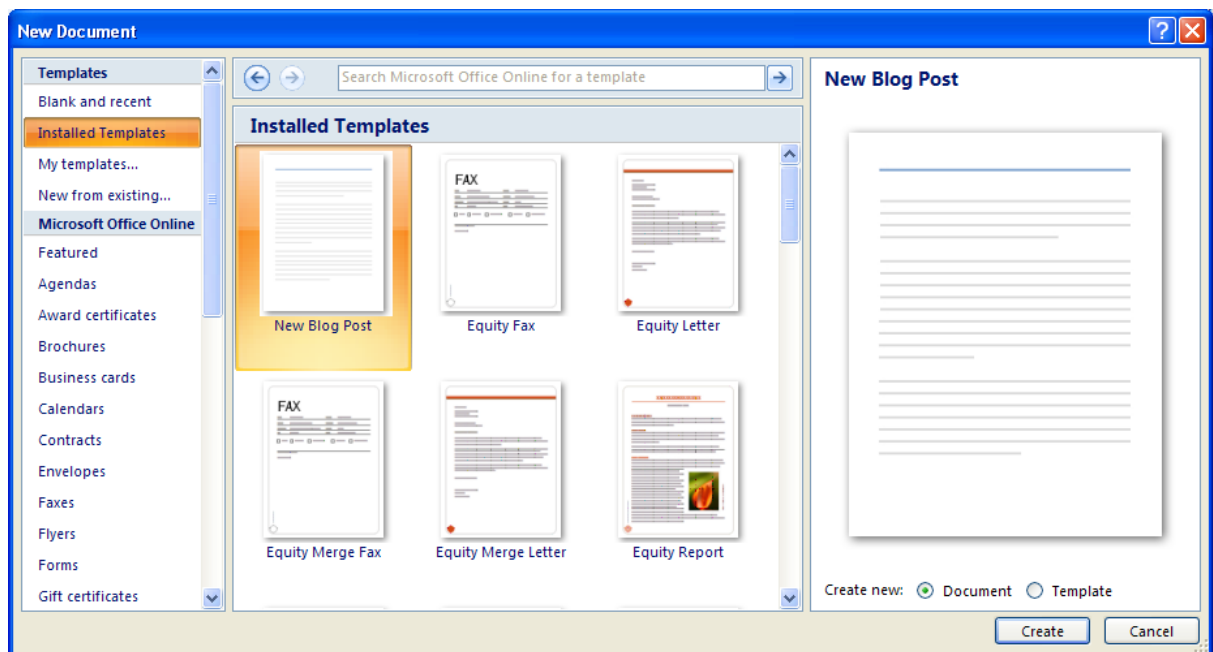 New Document
Templates
Blank and recent
Installed Templates
My templates...
New from existing...
Microsoft Office Online
Featured
Agendas
Award certificates
Brochures
Business cards
Calendars
Contracts
Envelopes
Faxes
Flyers
Forms
Gift certificates
Search Microsoft Office Online for a template
Installed Templates
FAX
New Blog Post
Equity Fax
Equity Letter
FAX
Equity Merge Fax
Equity Merge Letter
Equity Report
New Blog Post
Create new: Document Template
Create Cancel